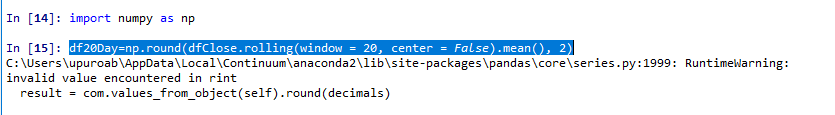 In [14]: import numpy as np
In [15]: df20Day=np.round(dfClose.rolling(window = 20, center = False).mean(), 2)
C:\Users\upuroab\AppData\Local\Continuum\anaconda2\lib\site-packages\pandas\core\series.py:1999: RuntimeWarning:
invalid value encountered in rint
  result = com.values_from_object(self).round(decimals)